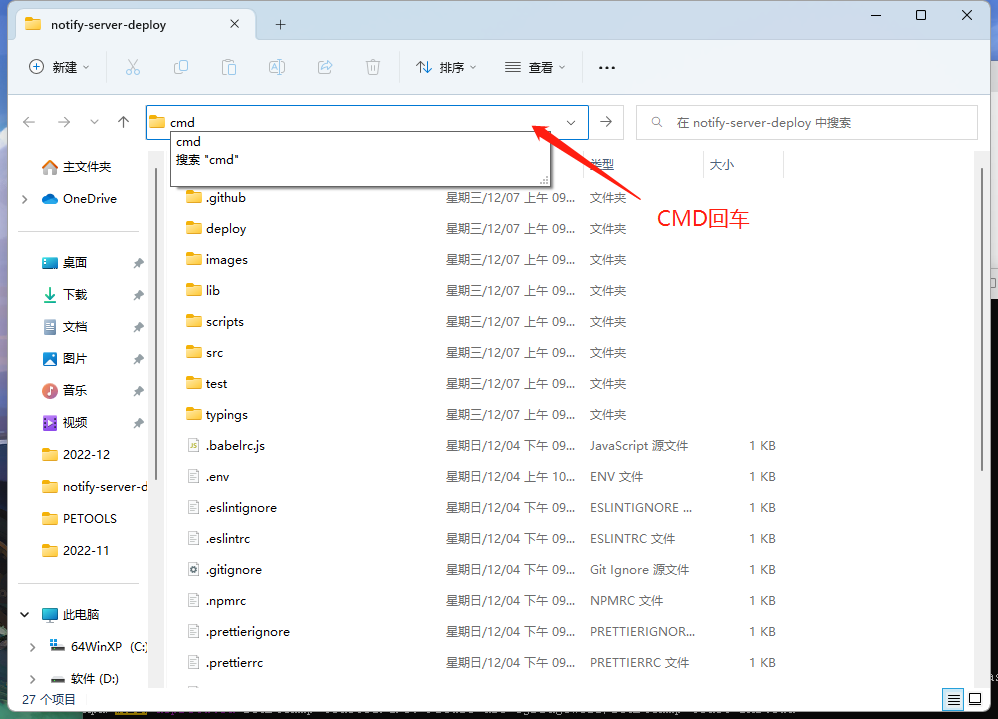 notify-server-deploy
新建
排序
查看
cmd
在 notify-server-deploy 中搜索
cmd
搜索 "cmd"
类型
大小
CMD回车
主文件夹
OneDrive
桌面
下载
文档
图片
音乐
视频
2022-12
notify-server-d
PETOOLS
2022-11
此电脑
64WinXP (C:)
软件 (D:)
.github 星期三/12/07 上午 09... 文件夹
deploy 星期三/12/07 上午 09... 文件夹
images 星期三/12/07 上午 09... 文件夹
lib 星期三/12/07 上午 09... 文件夹
scripts 星期三/12/07 上午 09... 文件夹
src 星期三/12/07 上午 09... 文件夹
test 星期三/12/07 上午 09... 文件夹
typings 星期三/12/07 上午 09... 文件夹
.babelrc.js 星期日/12/04 下午 09... JavaScript 源文件 1 KB
.env 星期日/12/04 上午 10... ENV 文件 1 KB
.eslintignore 星期日/12/04 下午 09... ESLINTIGNORE ... 1 KB
.eslintrc 星期日/12/04 下午 09... ESLINTRC 文件 1 KB
.gitignore 星期日/12/04 下午 09... Git Ignore 源文件 1 KB
.npmrc 星期日/12/04 下午 09... NPMRC 文件 1 KB
.prettierignore 星期日/12/04 下午 09... PRETTIERIGNOR... 1 KB
.prettierrc 星期日/12/04 下午 09... PRETTIERRC 文件 1 KB
27 个项目